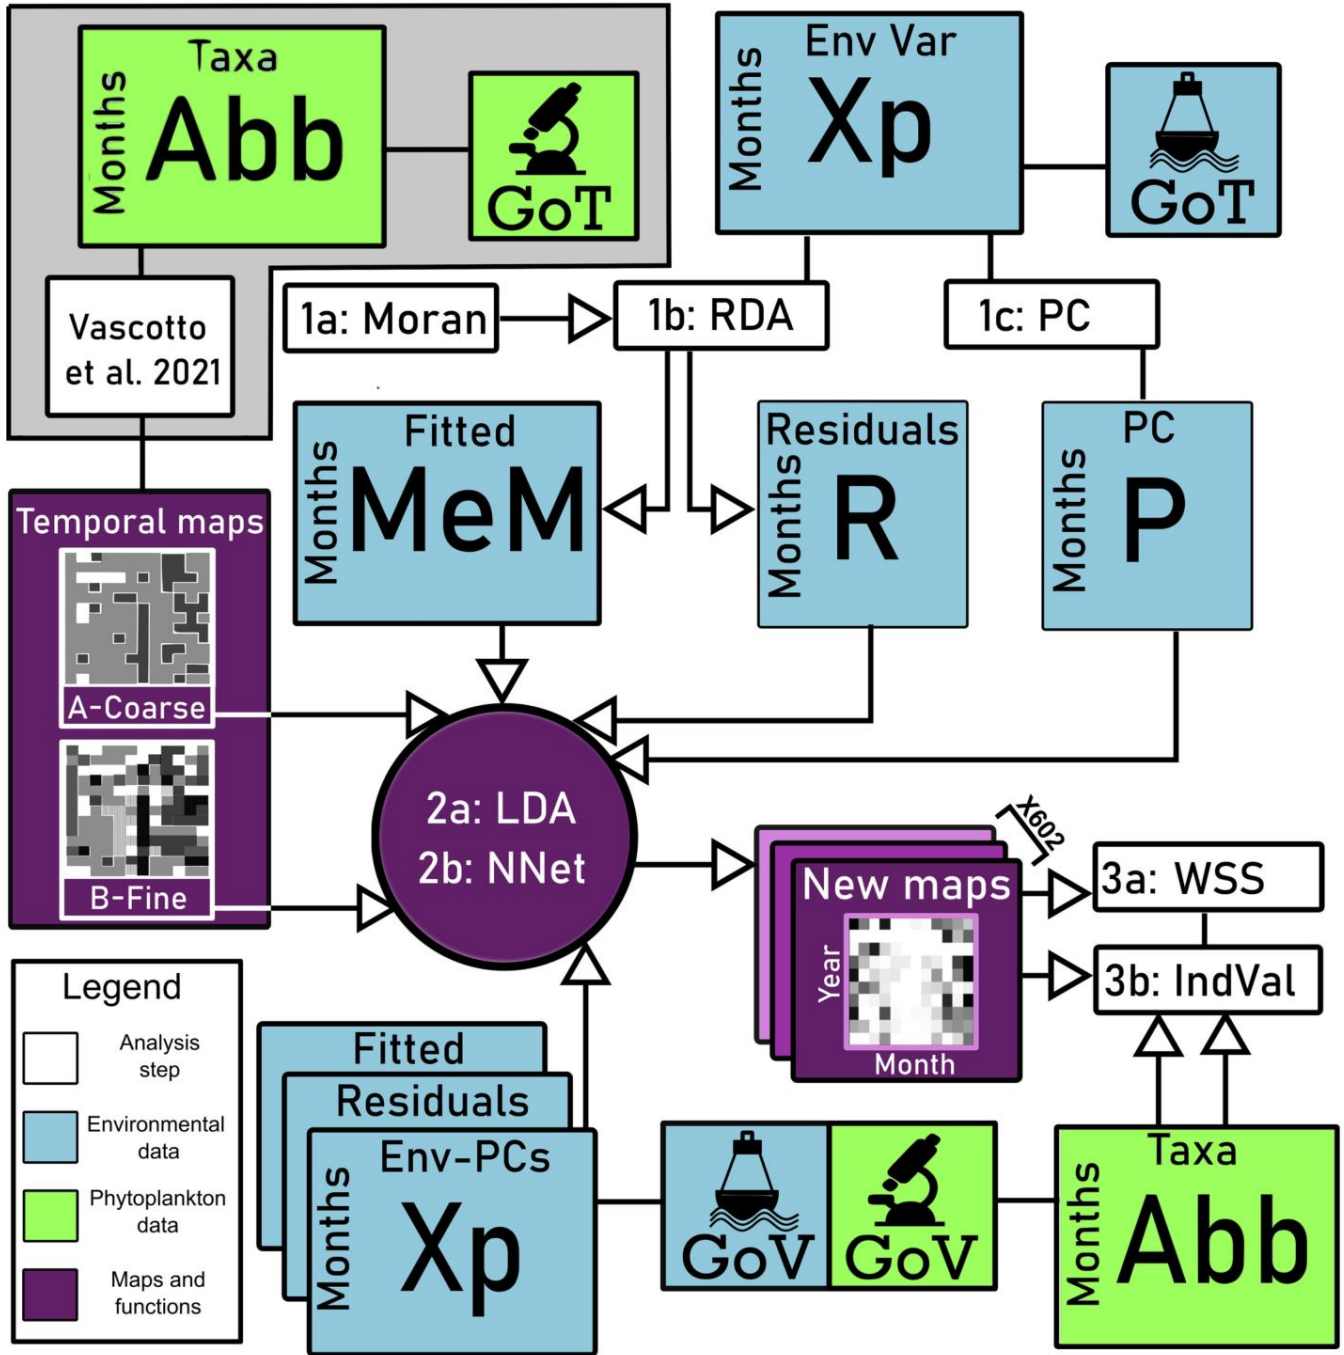 Taxa
Months
Abb
GoT
Env Var
Months
Xp
GoT
Vascotto
et al. 2021
1a: Moran
1b: RDA
1c: PC
Fitted
Months
MeM
Residuals
Months
R
PC
Months
P
Temporal maps
A-Coarse
B-Fine
2a: LDA
2b: NNet
X602
New maps
Year
Month
3a: WSS
3b: IndVal
Legend
Analysis
step
Environmental
data
Phytoplankton
data
Maps and
functions
Fitted
Residuals
Env-PCs
Months
Xp
GoV
GoV
Taxa
Months
Abb